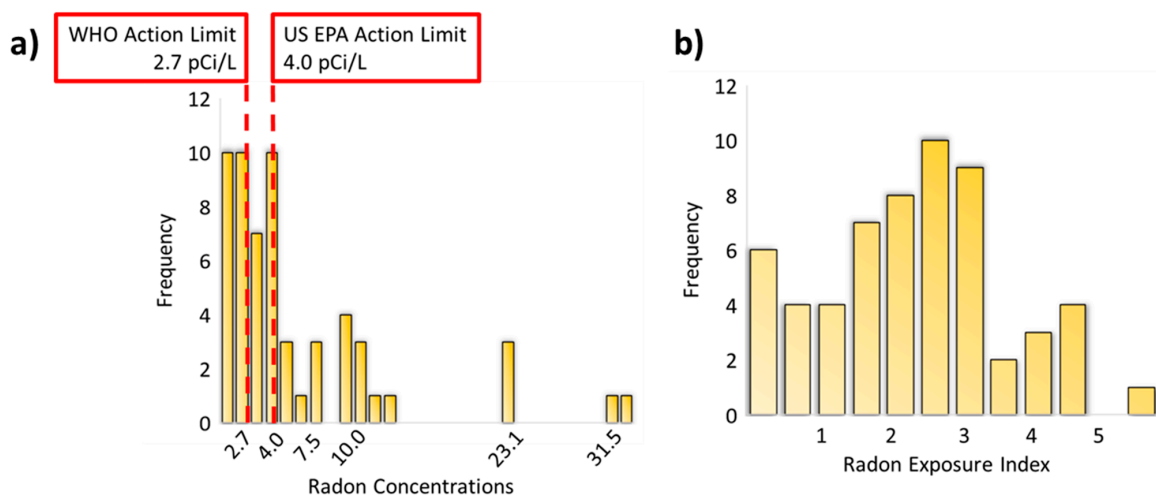 a)
WHO Action Limit
2.7 pCi/L
US EPA Action Limit
4.0 pCi/L
12
10
8
6
4
2
0
Frequency
2.7
4.0
7.5
10.0
23.1
31.5
Radon Concentrations
b)
12
10
8
6
4
2
0
Frequency
1
2
3
4
5
Radon Exposure Index